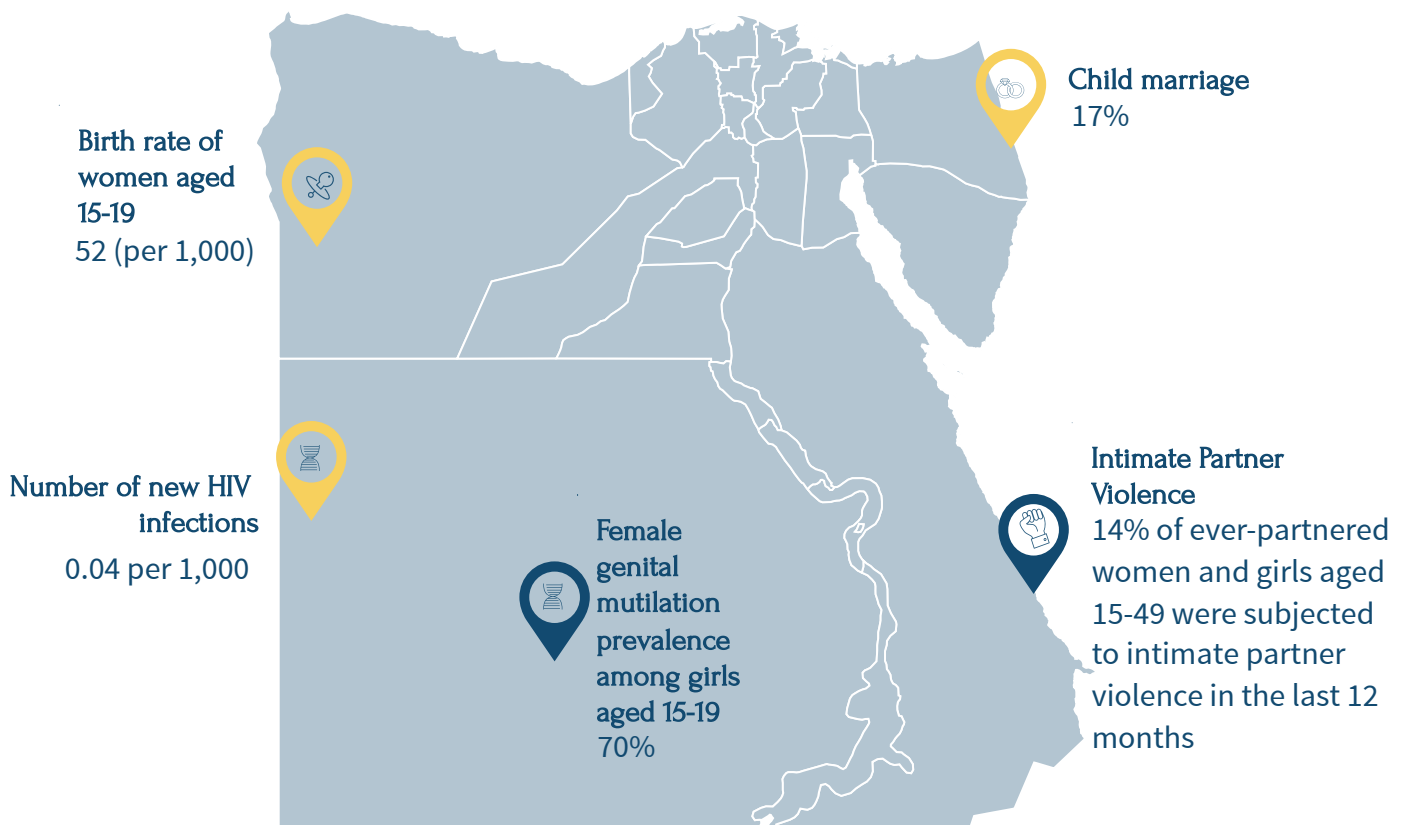 Child marriage
17%
Birth rate of
women aged
15-19
52 (per 1,000)
Number of new HIV
infections
0.04 per 1,000
Female
genital
mutilation
prevalence
among girls
aged 15-19
70%
Intimate Partner
Violence
14% of ever-partnered
women and girls aged
15-49 were subjected
to intimate partner
violence in the last 12
months